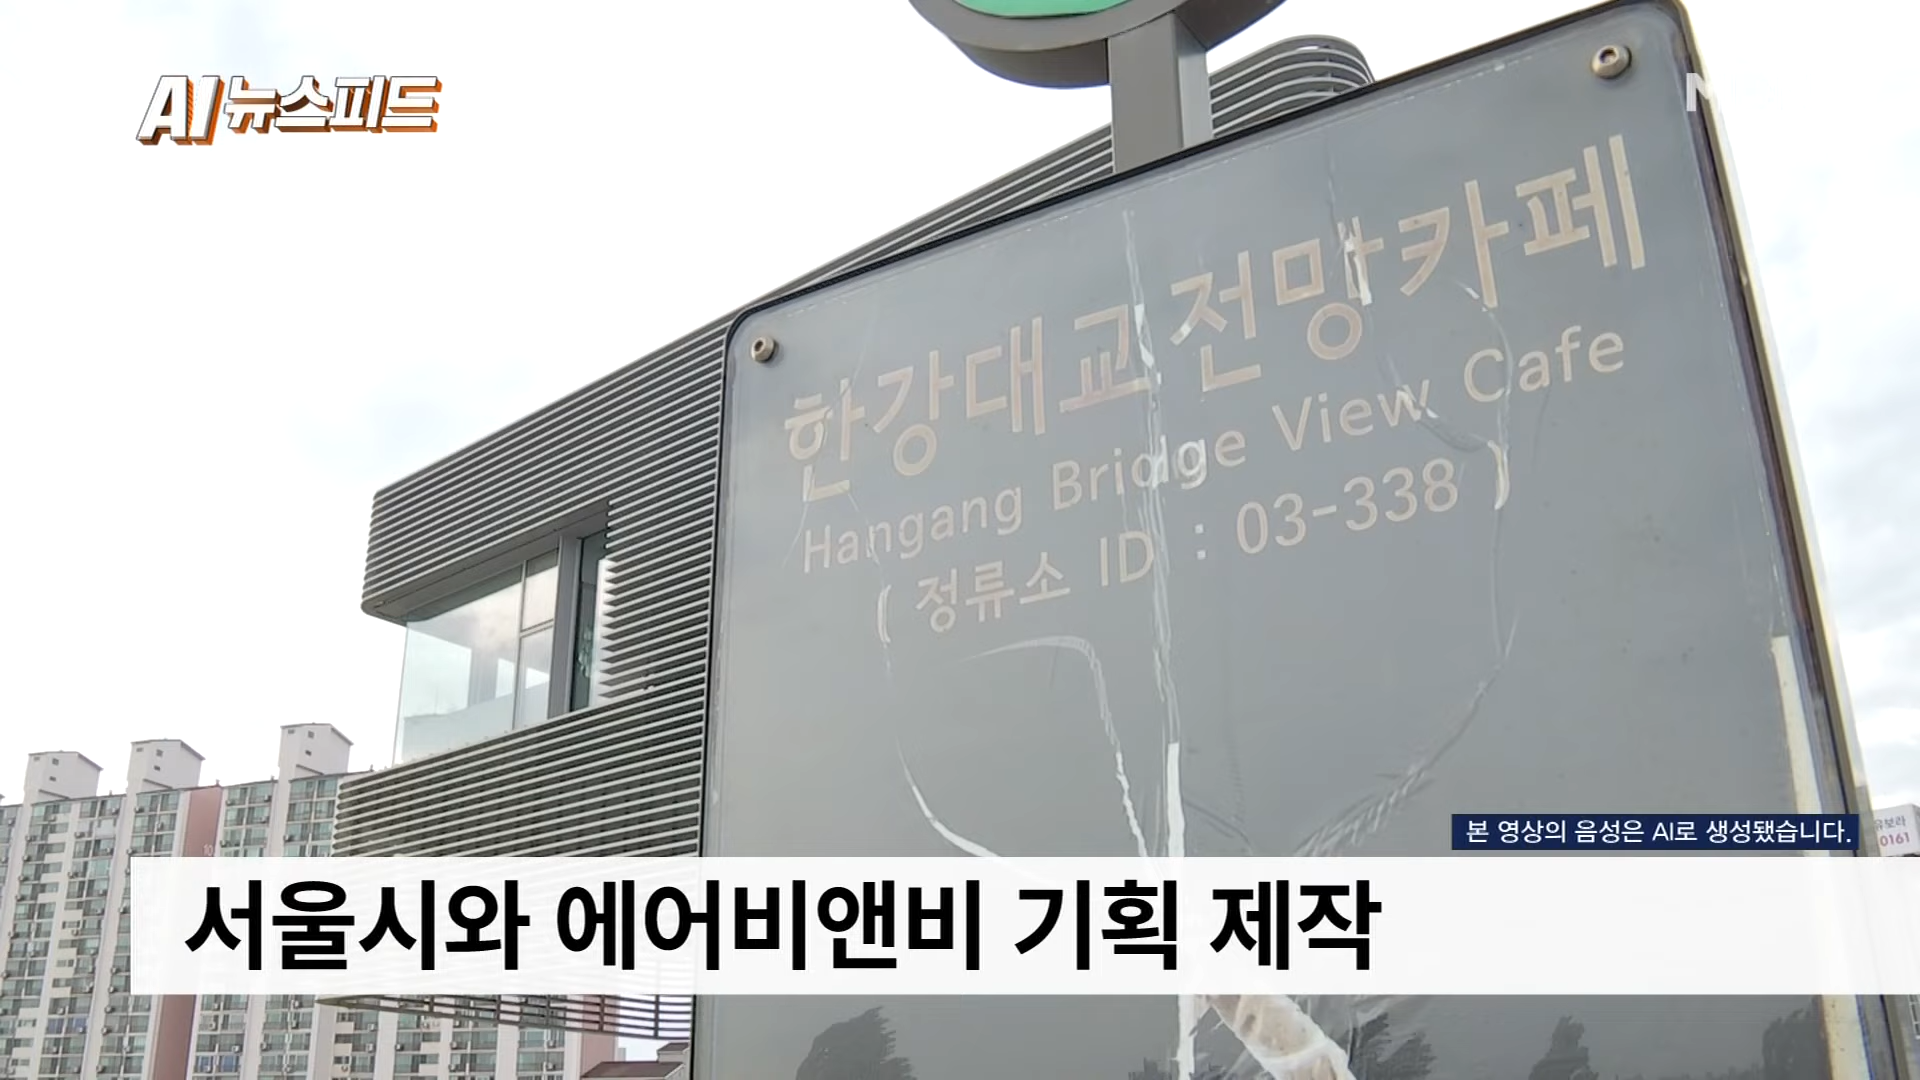 AI 뉴스피드
한강대교전망카페
Hangang Bridge View Cafe
( 정류소 ID : 03-338 )
본 영상의 음성은 AI로 생성됐습니다.
0161
서울시와 에어비앤비 기획 제작